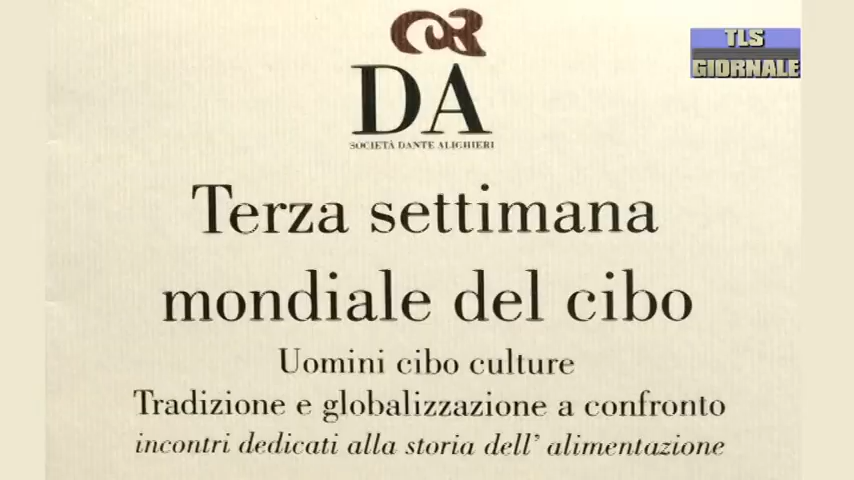 TLS
GIORNALE
DA
SOCIETÀ DANTE ALIGHIERI
Terza settimana
mondiale del cibo
Uomini cibo culture
Tradizione e globalizzazione a confronto
incontri dedicati alla storia dell' alimentazione